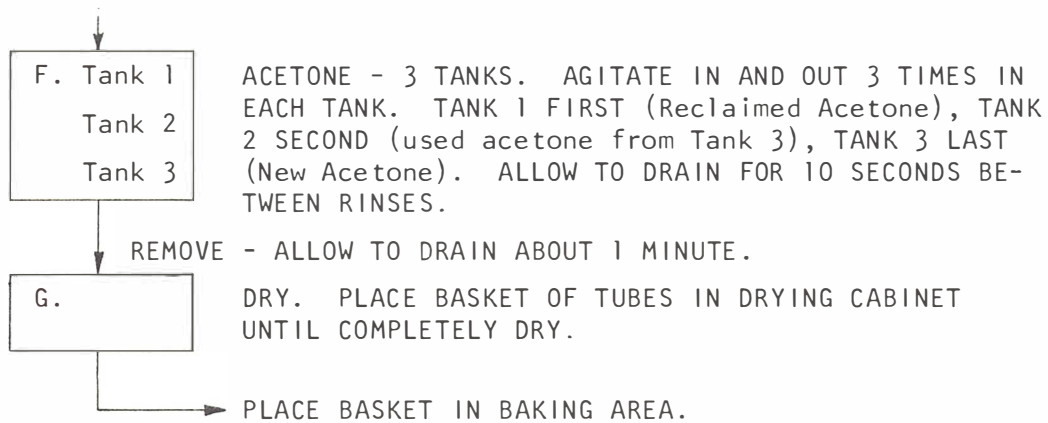 F. Tank 1
Tank 2
Tank 3
ACETONE - 3 TANKS. AGITATE IN AND OUT 3 TIMES IN
EACH TANK. TANK 1 FIRST (Reclaimed Acetone), TANK
2 SECOND (used acetone from Tank 3), TANK 3 LAST
(New Acetone). ALLOW TO DRAIN FOR 10 SECONDS BE-
TWEEN RINSES.
REMOVE - ALLOW TO DRAIN ABOUT 1 MINUTE.
G.
DRY. PLACE BASKET OF TUBES IN DRYING CABINET
UNTIL COMPLETELY DRY.
PLACE BASKET IN BAKING AREA.